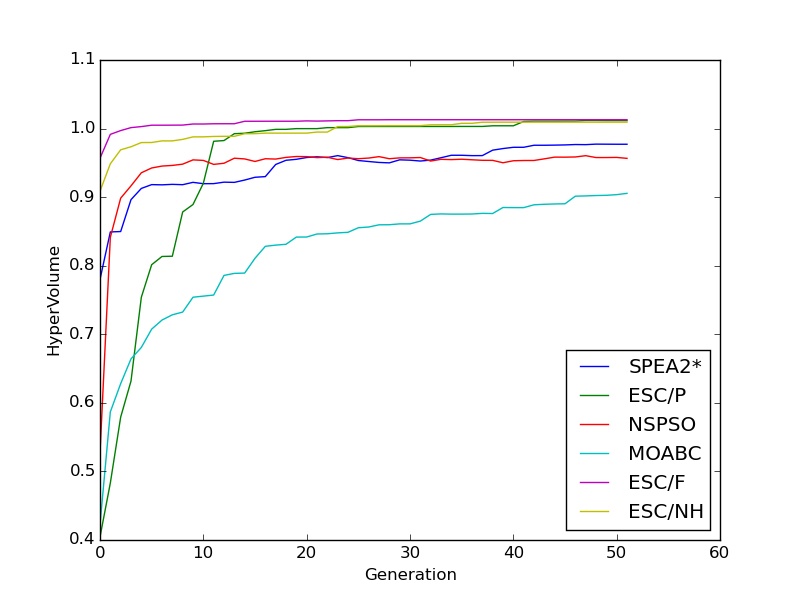 1.1
1.0
0.9
0.8
0.7
0.6
0.5
0.4
HyperVolume
0 10 20 30 40 50 60
Generation
SPEA2*
ESC/P
NSPSO
MOABC
ESC/F
ESC/NH